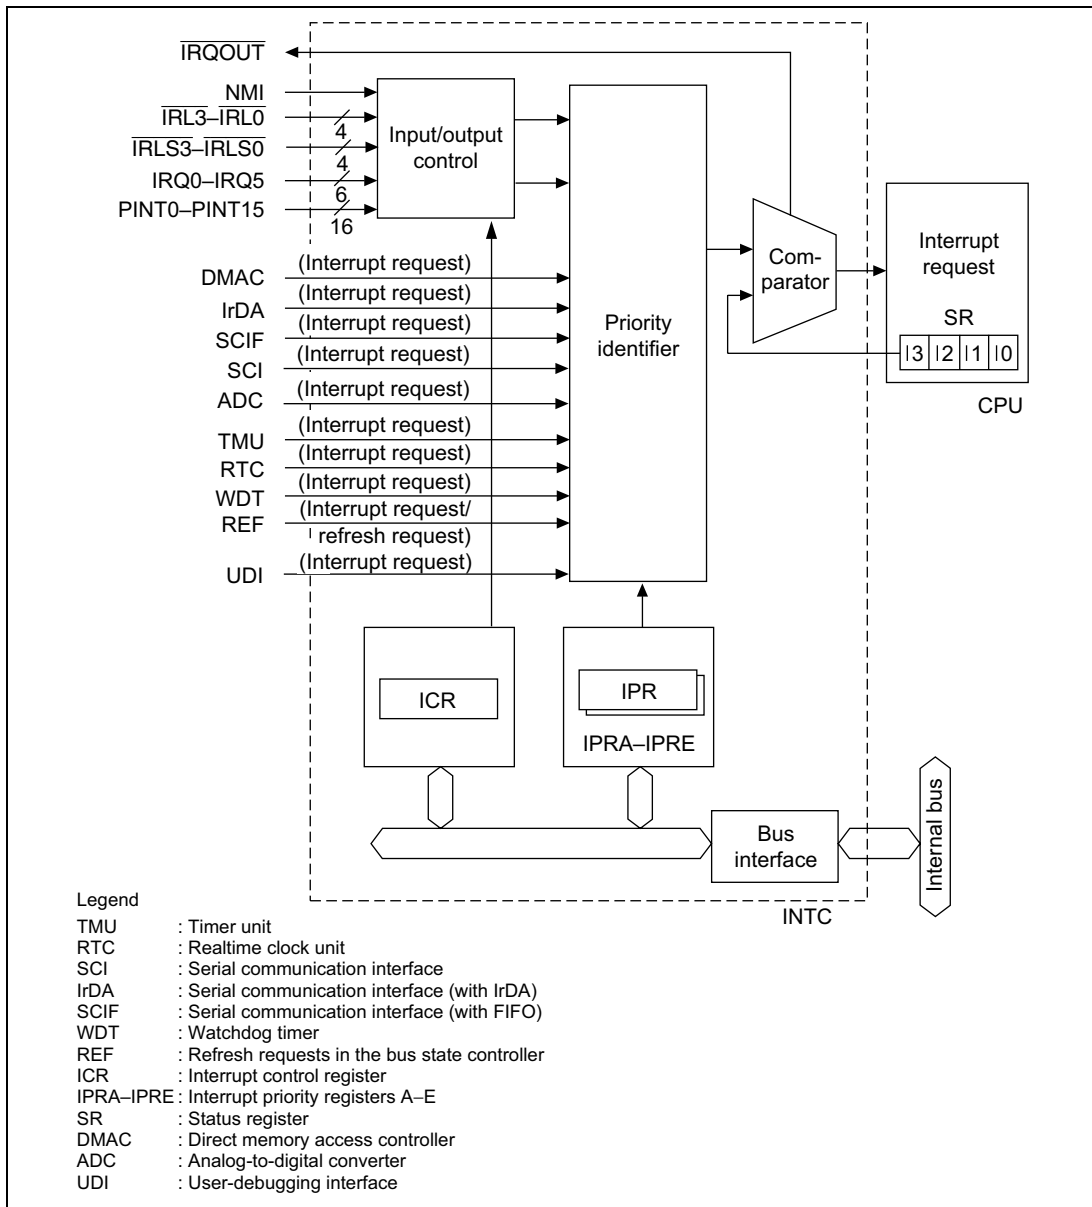 IRQOUT
NMI
IRL3–IRL0
4
IRLS3–IRLS0
4
IRQ0–IRQ5
6
PINT0–PINT15
16
Input/output
control
DMAC
(Interrupt request)
IrDA
(Interrupt request)
SCIF
(Interrupt request)
SCI
(Interrupt request)
ADC
(Interrupt request)
TMU
(Interrupt request)
RTC
(Interrupt request)
WDT
(Interrupt request)
REF
(Interrupt request/
refresh request)
UDI
(Interrupt request)
Priority
identifier
Com-
parator
Interrupt
request
SR
I3 I2 I1 I0
CPU
ICR
IPR
IPRA–IPRE
Bus
interface
Internal bus
INTC
Legend
TMU : Timer unit
RTC : Realtime clock unit
SCI : Serial communication interface
IrDA : Serial communication interface (with IrDA)
SCIF : Serial communication interface (with FIFO)
WDT : Watchdog timer
REF : Refresh requests in the bus state controller
ICR : Interrupt control register
IPRA–IPRE : Interrupt priority registers A–E
SR : Status register
DMAC : Direct memory access controller
ADC : Analog-to-digital converter
UDI : User-debugging interface